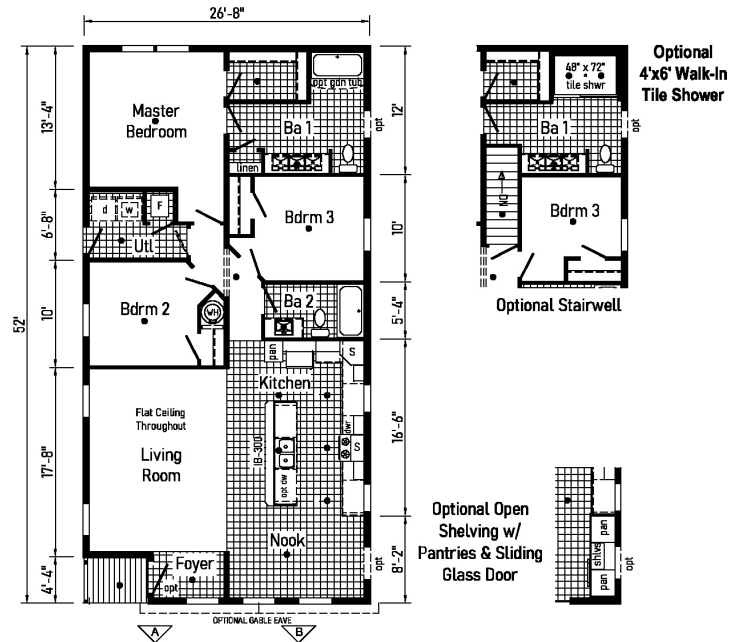 26'-8"
13'-4"
6'-8"
10'
52'
17'-8"
4'-4"
12'
10'
5'-4"
16'-6"
8'-2"
Master
Bedroom
opt gdn tub
Ba 1
opt
linen
d
w
F
Utl
Bdrm 3
Bdrm 2
WH
Ba 2
pan
S
Kitchen
Flat Ceiling
Throughout
Living
Room
IB-300
opt dw
dwr
S
Nook
opt
Foyer
opt
OPTIONAL GABLE EAVE
A
B
48" x 72"
tile shwr
Ba 1
opt
DN
Bdrm 3
Optional Stairwell
Optional
4'x6' Walk-In
Tile Shower
Optional Open
Shelving w/
Pantries & Sliding
Glass Door
pan
shlvs
pan
opt